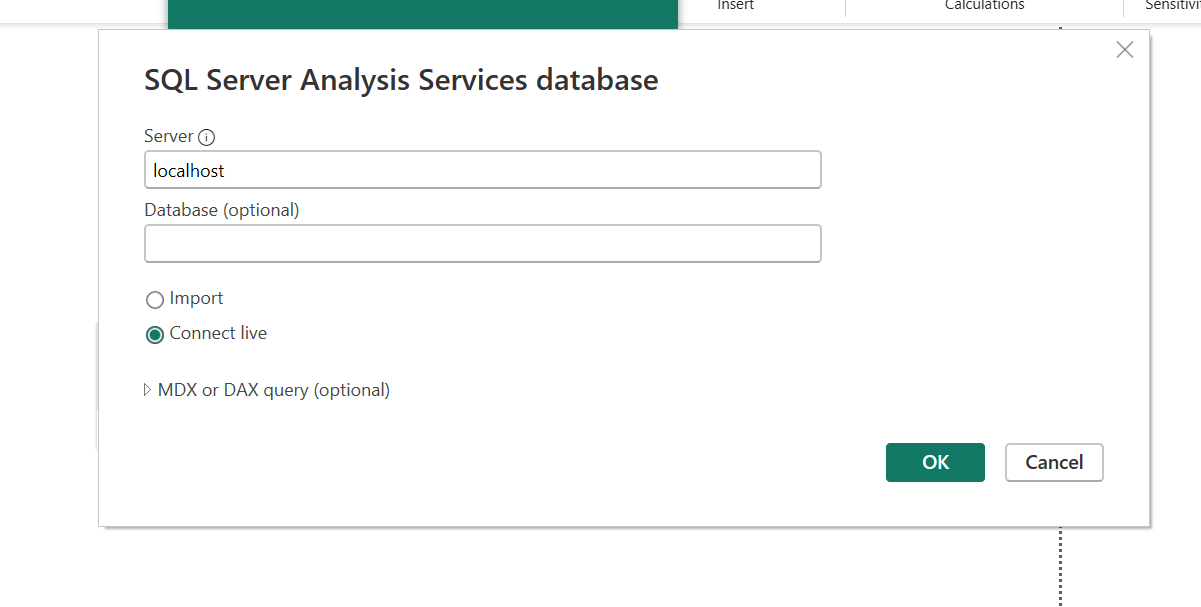 Insert Calculations
SQL Server Analysis Services database
Server
localhost
Database (optional)
Import
Connect live
MDX or DAX query (optional)
OK Cancel